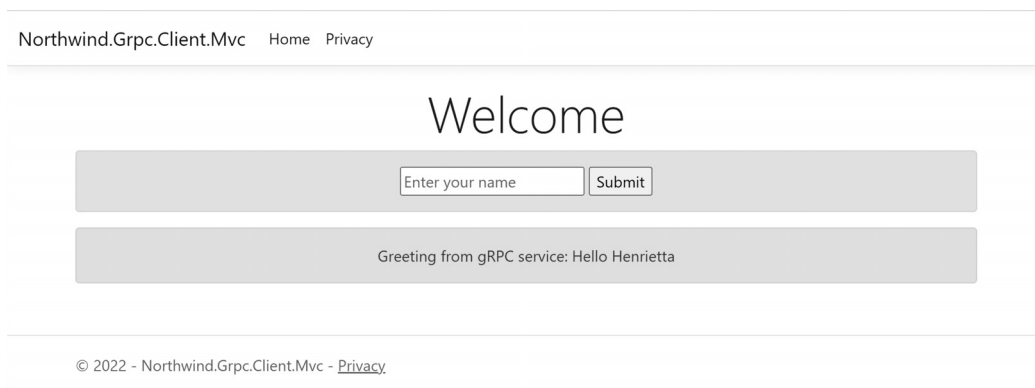 Northwind.Grpc.Client.Mvc Home Privacy
Welcome
Enter your name Submit
Greeting from gRPC service: Hello Henrietta
© 2022 - Northwind.Grpc.Client.Mvc - Privacy